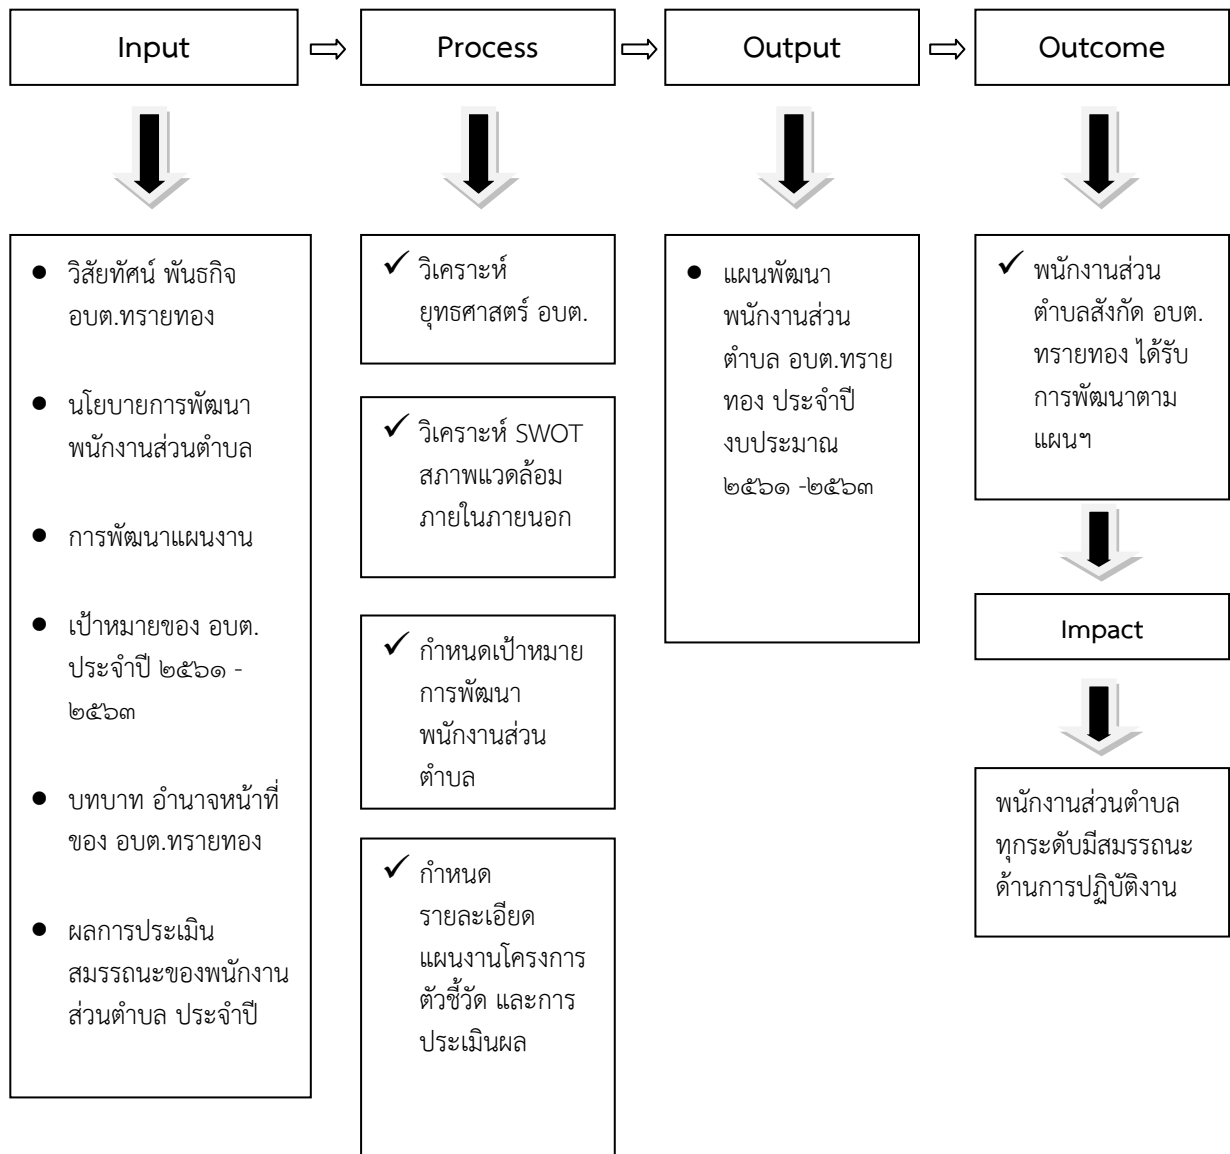 Input
Process
Output
Outcome
● วิสัยทัศน์ พันธกิจ
อบต.ทรายทอง
● นโยบายการพัฒนา
พนักงานส่วนตำบล
● การพัฒนาแผนงาน
● เป้าหมายของ อบต.
ประจำปี ๒๕๖๑ -
๒๕๖๓
● บทบาท อำนาจหน้าที่
ของ อบต.ทรายทอง
● ผลการประเมิน
สมรรถนะของพนักงาน
ส่วนตำบล ประจำปี
✓ วิเคราะห์
ยุทธศาสตร์ อบต.
✓ วิเคราะห์ SWOT
สภาพแวดล้อม
ภายในภายนอก
✓ กำหนดเป้าหมาย
การพัฒนา
พนักงานส่วน
ตำบล
✓ กำหนด
รายละเอียด
แผนงานโครงการ
ตัวชี้วัด และการ
ประเมินผล
● แผนพัฒนา
พนักงานส่วน
ตำบล อบต.ทราย
ทอง ประจำปี
งบประมาณ
๒๕๖๑ -๒๕๖๓
✓ พนักงานส่วน
ตำบลสังกัด อบต.
ทรายทอง ได้รับ
การพัฒนาตาม
แผนฯ
Impact
พนักงานส่วนตำบล
ทุกระดับมีสมรรถนะ
ด้านการปฏิบัติงาน